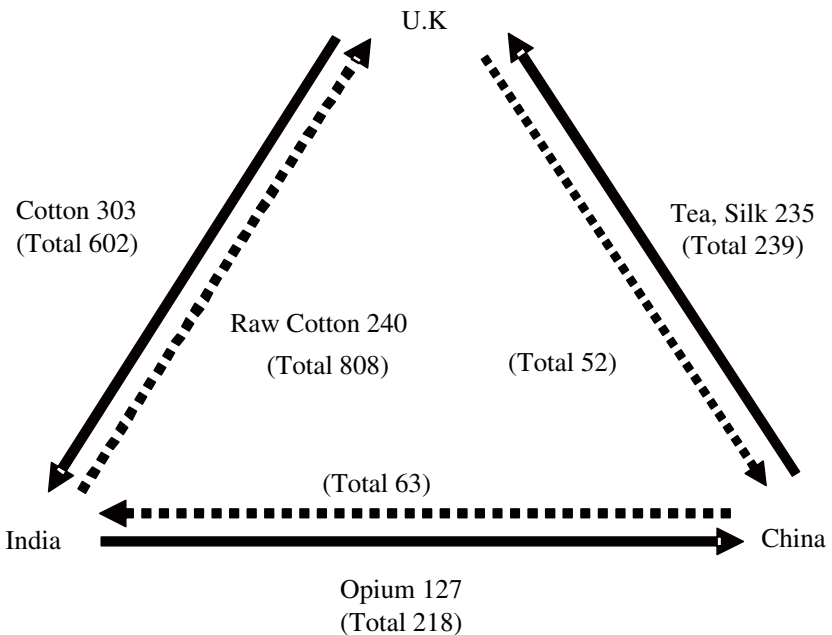 U.K
Cotton 303
(Total 602)
Tea, Silk 235
(Total 239)
Raw Cotton 240
(Total 808)
(Total 52)
(Total 63)
India
China
Opium 127
(Total 218)